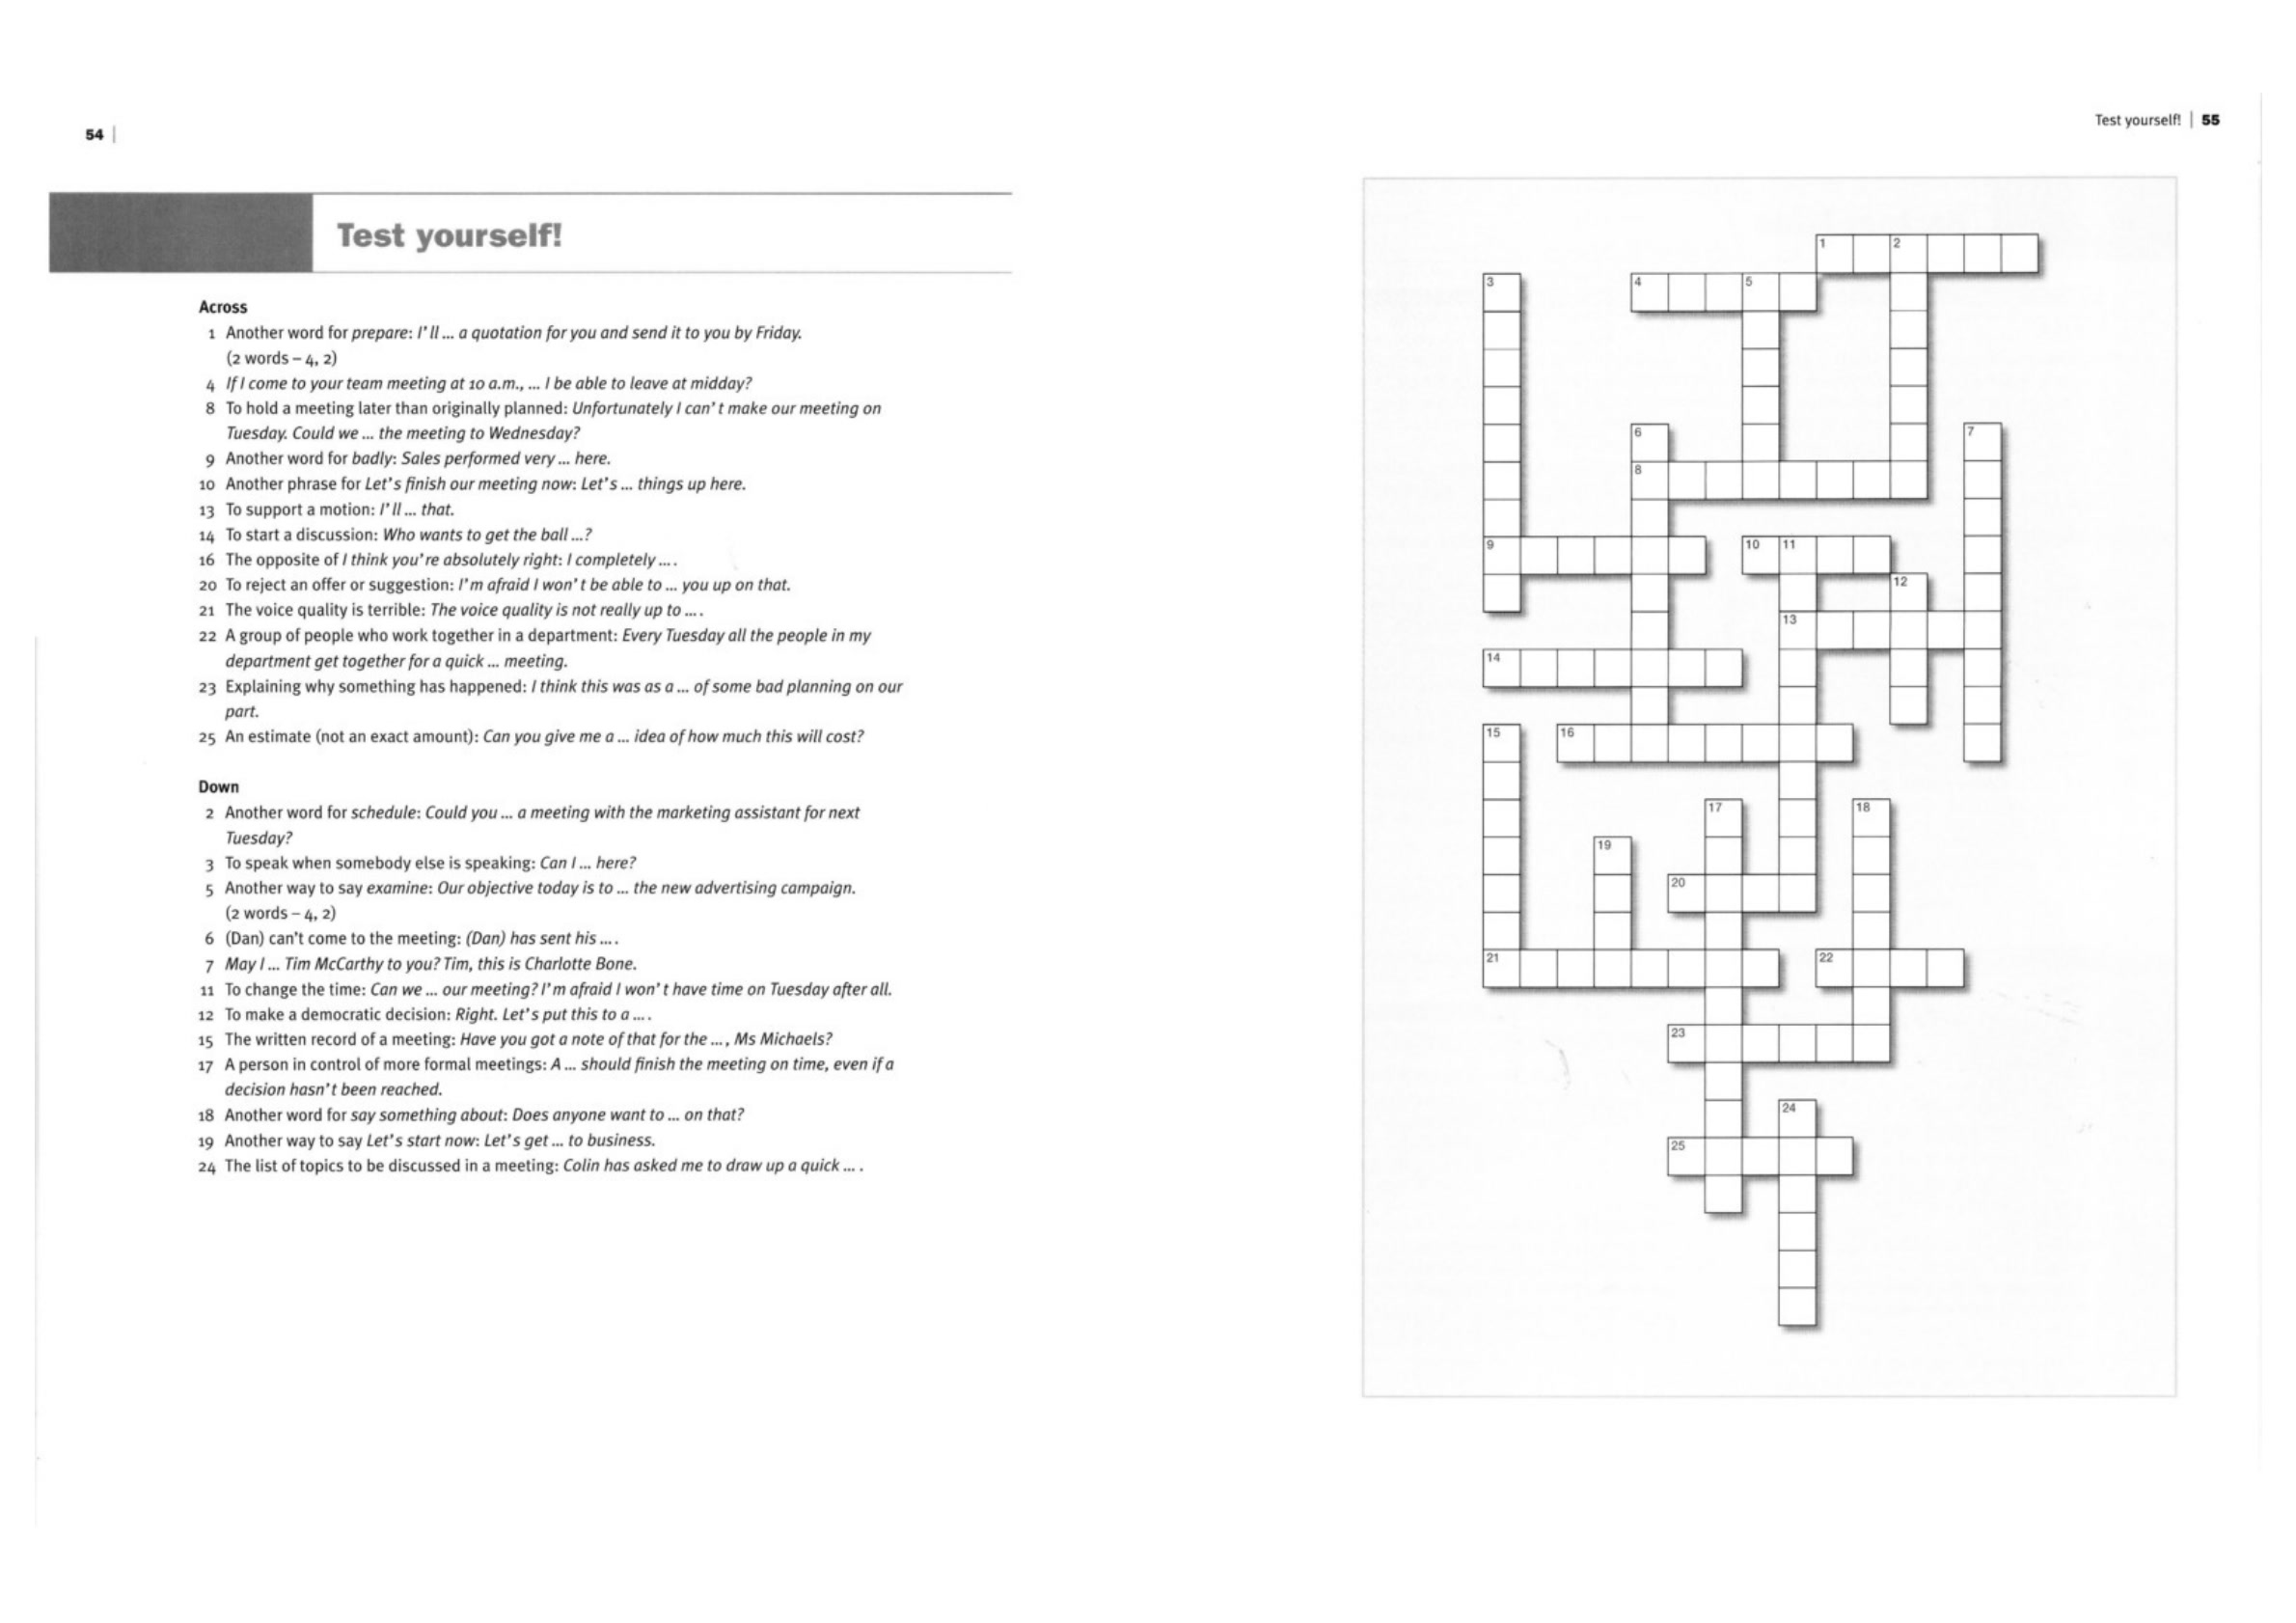 54
Test yourself!
Across
1 Another word for prepare: I'll ... a quotation for you and send it to you by Friday.
(2 words – 4, 2)
4 If I come to your team meeting at 10 a.m., ... I be able to leave at midday?
8 To hold a meeting later than originally planned: Unfortunately I can't make our meeting on
Tuesday. Could we ... the meeting to Wednesday?
9 Another word for badly: Sales performed very ... here.
10 Another phrase for Let's finish our meeting now: Let's ... things up here.
13 To support a motion: I'll ... that.
14 To start a discussion: Who wants to get the ball ...?
16 The opposite of I think you're absolutely right: I completely ... .
20 To reject an offer or suggestion: I'm afraid I won't be able to ... you up on that.
21 The voice quality is terrible: The voice quality is not really up to ... .
22 A group of people who work together in a department: Every Tuesday all the people in my
department get together for a quick ... meeting.
23 Explaining why something has happened: I think this was as a ... of some bad planning on our
part.
25 An estimate (not an exact amount): Can you give me a ... idea of how much this will cost?
Down
2 Another word for schedule: Could you ... a meeting with the marketing assistant for next
Tuesday?
3 To speak when somebody else is speaking: Can I ... here?
5 Another way to say examine: Our objective today is to ... the new advertising campaign.
(2 words – 4, 2)
6 (Dan) can't come to the meeting: (Dan) has sent his ... .
7 May I ... Tim McCarthy to you? Tim, this is Charlotte Bone.
11 To change the time: Can we ... our meeting? I'm afraid I won't have time on Tuesday after all.
12 To make a democratic decision: Right. Let's put this to a ... .
15 The written record of a meeting: Have you got a note of that for the ... , Ms Michaels?
17 A person in control of more formal meetings: A ... should finish the meeting on time, even if a
decision hasn't been reached.
18 Another word for say something about: Does anyone want to ... on that?
19 Another way to say Let's start now: Let's get ... to business.
24 The list of topics to be discussed in a meeting: Colin has asked me to draw up a quick ... .
Test yourself! 55
1 2
3 4 5
6 7
8
9 10 11
12
13
14
15 16
17 18
19
20
21 22
23
24
25